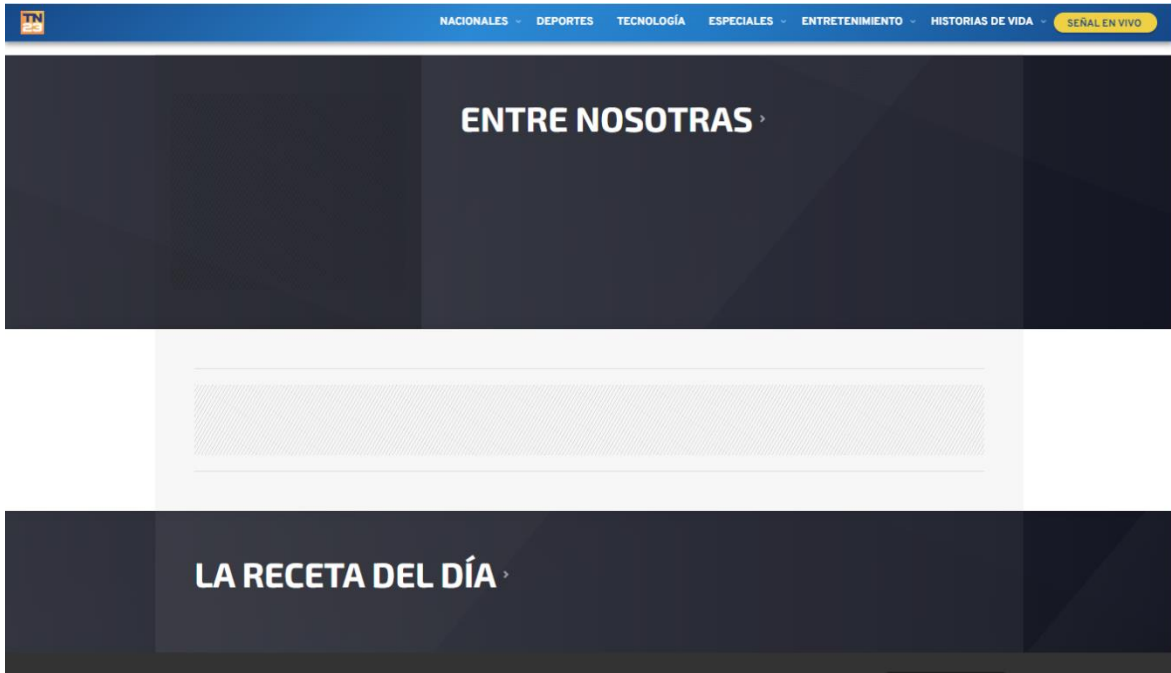 TN
23
NACIONALES DEPORTES TECNOLOGÍA ESPECIALES ENTRETENIMIENTO HISTORIAS DE VIDA SEÑAL EN VIVO
ENTRE NOSOTRAS
LA RECETA DEL DÍA